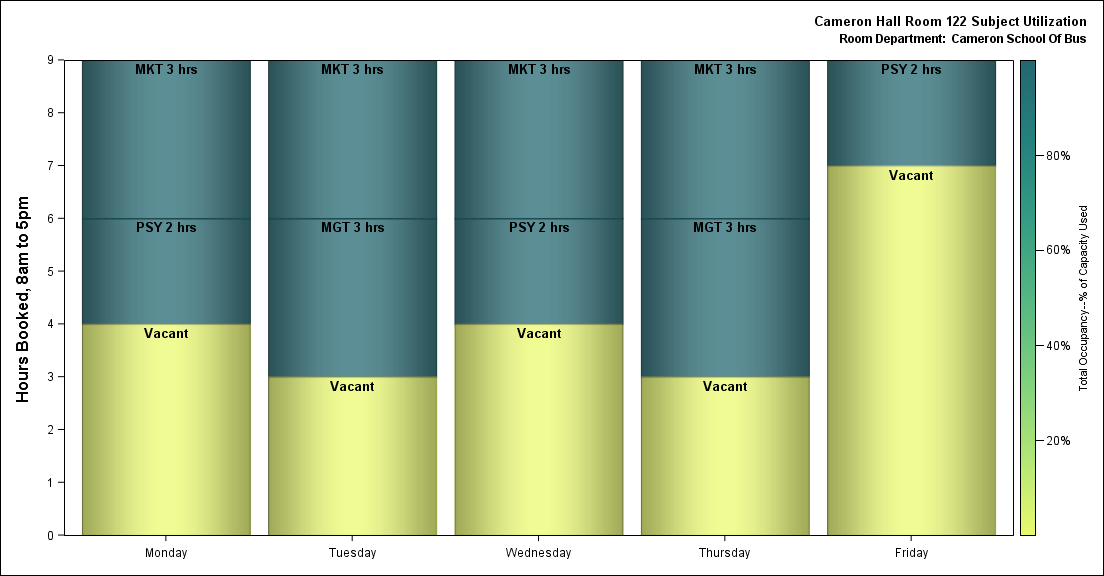 Cameron Hall Room 122 Subject Utilization
Room Department:  Cameron School Of Bus
Hours Booked, 8am to 5pm
9
8
7
6
5
4
3
2
1
0
MKT 3 hrs
PSY 2 hrs
Vacant
MKT 3 hrs
MGT 3 hrs
Vacant
MKT 3 hrs
PSY 2 hrs
Vacant
MKT 3 hrs
MGT 3 hrs
Vacant
PSY 2 hrs
Vacant
Monday
Tuesday
Wednesday
Thursday
Friday
80%
60%
40%
20%
Total Occupancy--% of Capacity Used